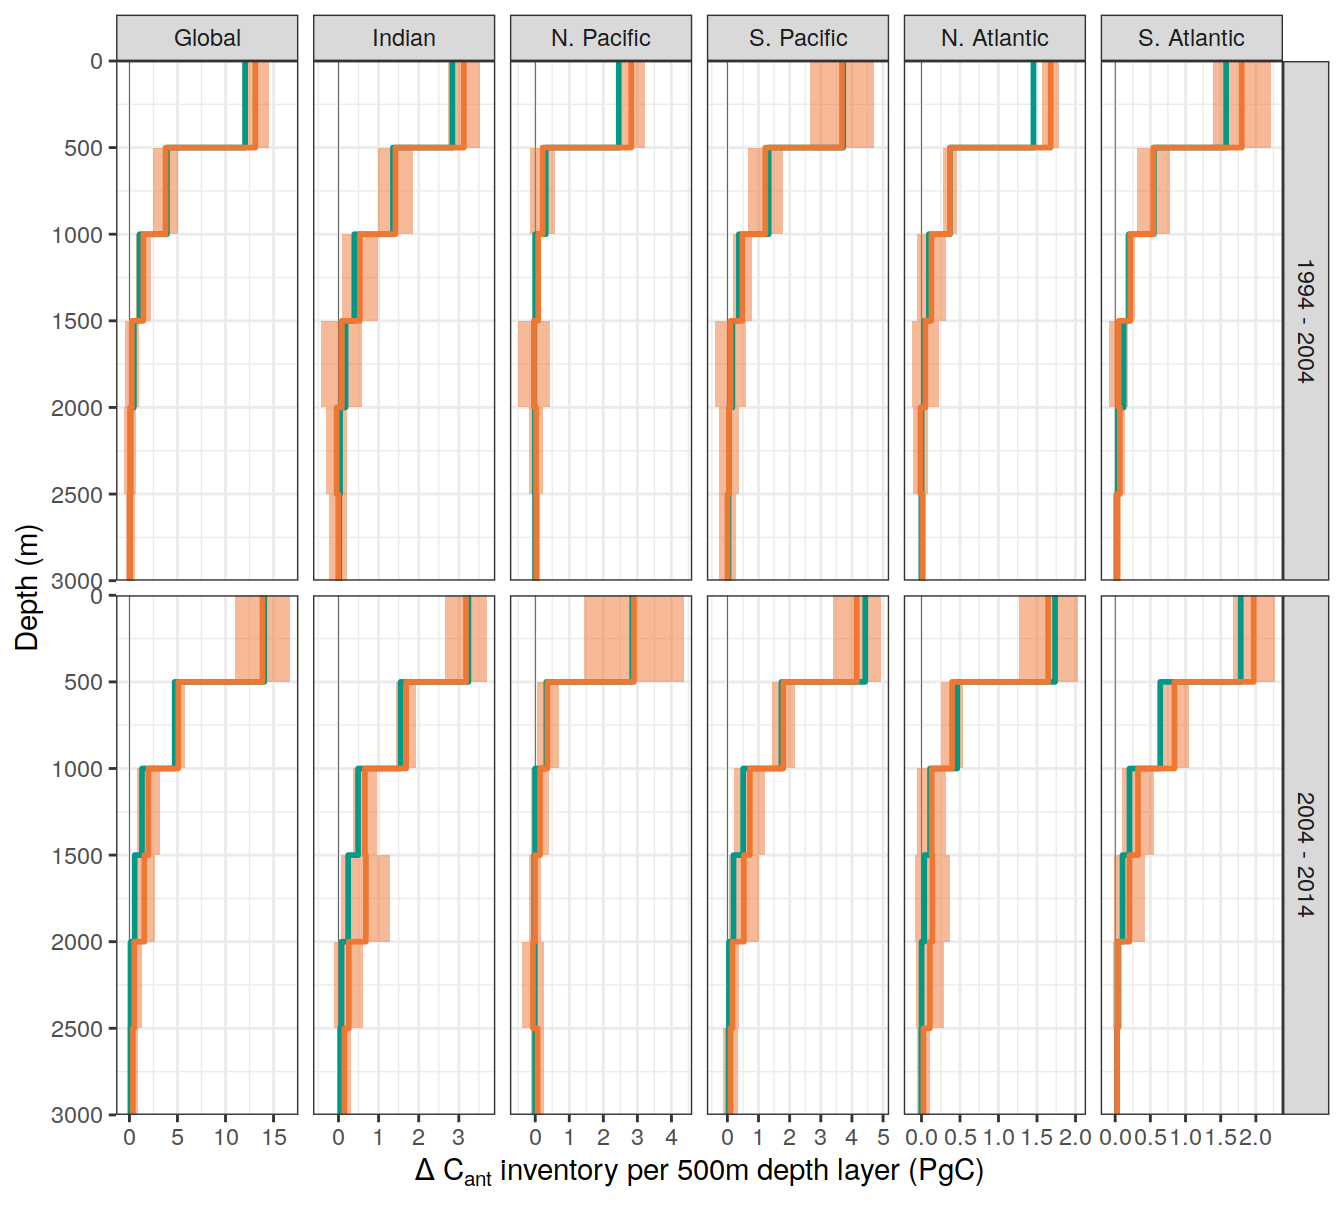 Global Indian N. Pacific S. Pacific N. Atlantic S. Atlantic
0
500
1000
1500
2000
2500
3000
1994 - 2004
0
500
1000
1500
2000
2500
3000
2004 - 2014
Depth (m)
0 5 10 15 0 1 2 3 0 1 2 3 4 0 1 2 3 4 5 0.0 0.5 1.0 1.5 2.0 0.0 0.5 1.0 1.5 2.0
Δ Cant inventory per 500m depth layer (PgC)